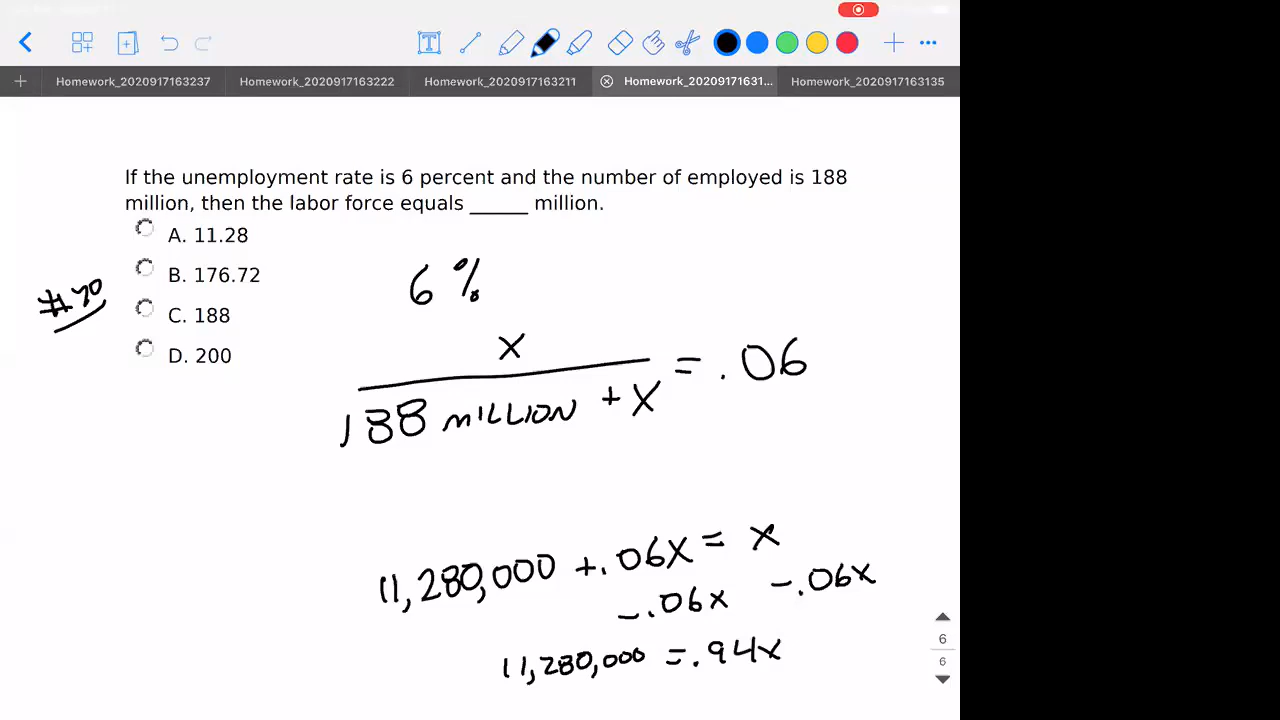 Homework_2020917163237 Homework_2020917163222 Homework_2020917163211 Homework_20209171631... Homework_2020917163135
If the unemployment rate is 6 percent and the number of employed is 188
million, then the labor force equals ______ million.
A. 11.28
B. 176.72
C. 188
D. 200
6 %
x
188 MILLION + X = .06
11,280,000 + .06X = X
- .06X - .06X
11,280,000 = .94X
6
6